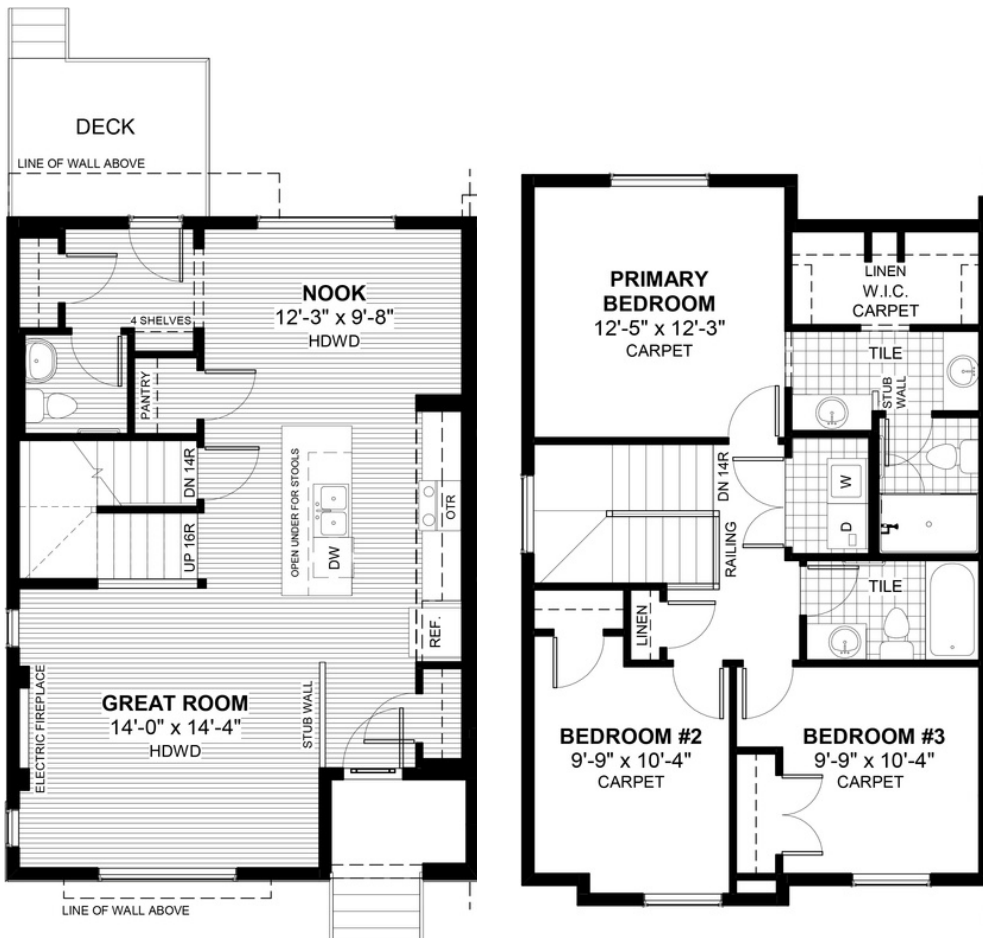 DECK
LINE OF WALL ABOVE
NOOK
12'-3" x 9'-8"
HDWD
4 SHELVES
PANTRY
DN 14R
UP 16R
OPEN UNDER FOR STOOLS
DW
OTR
REF.
ELECTRIC FIREPLACE
GREAT ROOM
14'-0" x 14'-4"
HDWD
STUB WALL
LINE OF WALL ABOVE
PRIMARY
BEDROOM
12'-5" x 12'-3"
CARPET
LINEN
W.I.C.
CARPET
TILE
STUB
WALL
DN 14R
RAILING
W
D
TILE
LINEN
BEDROOM #2
9'-9" x 10'-4"
CARPET
BEDROOM #3
9'-9" x 10'-4"
CARPET